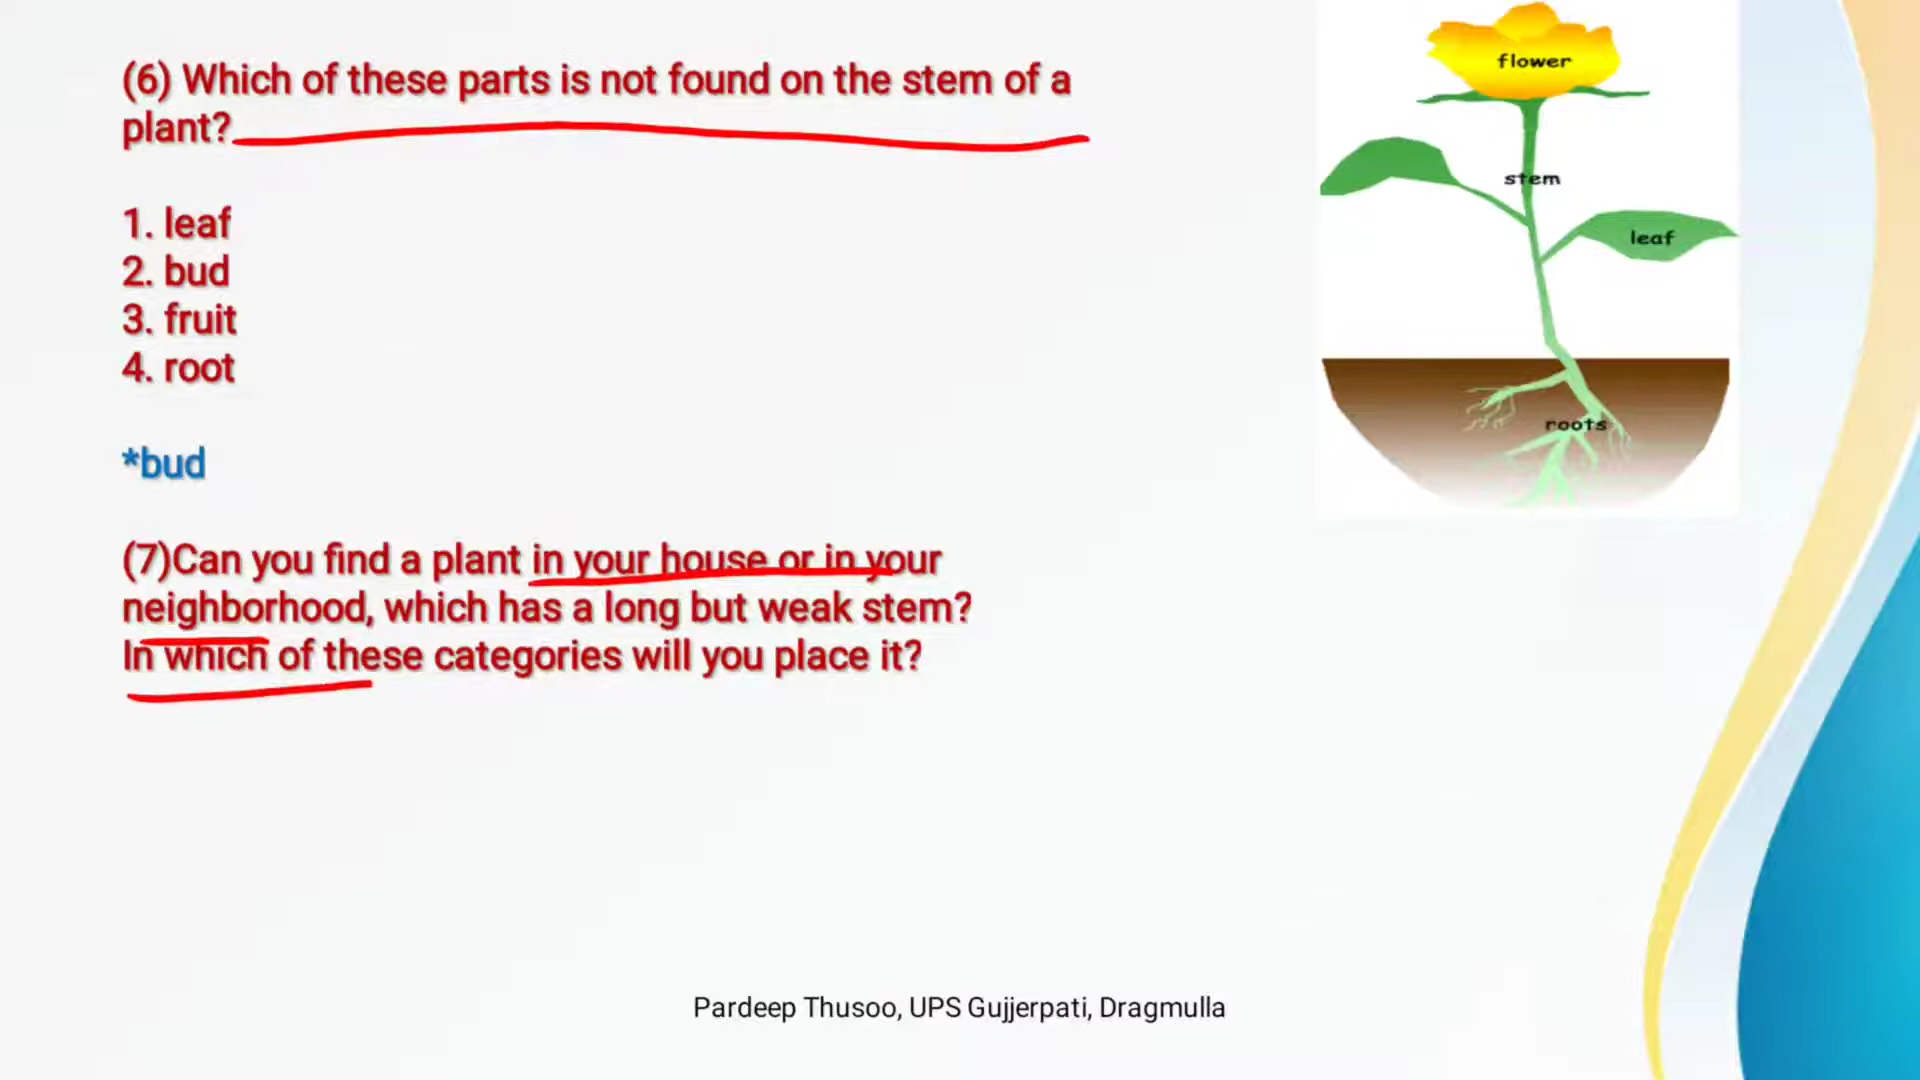 (6) Which of these parts is not found on the stem of a
plant?
1. leaf
2. bud
3. fruit
4. root
*bud
(7)Can you find a plant in your house or in your
neighborhood, which has a long but weak stem?
In which of these categories will you place it?
flower
stem
leaf
roots
Pardeep Thusoo, UPS Gujjerpati, Dragmulla